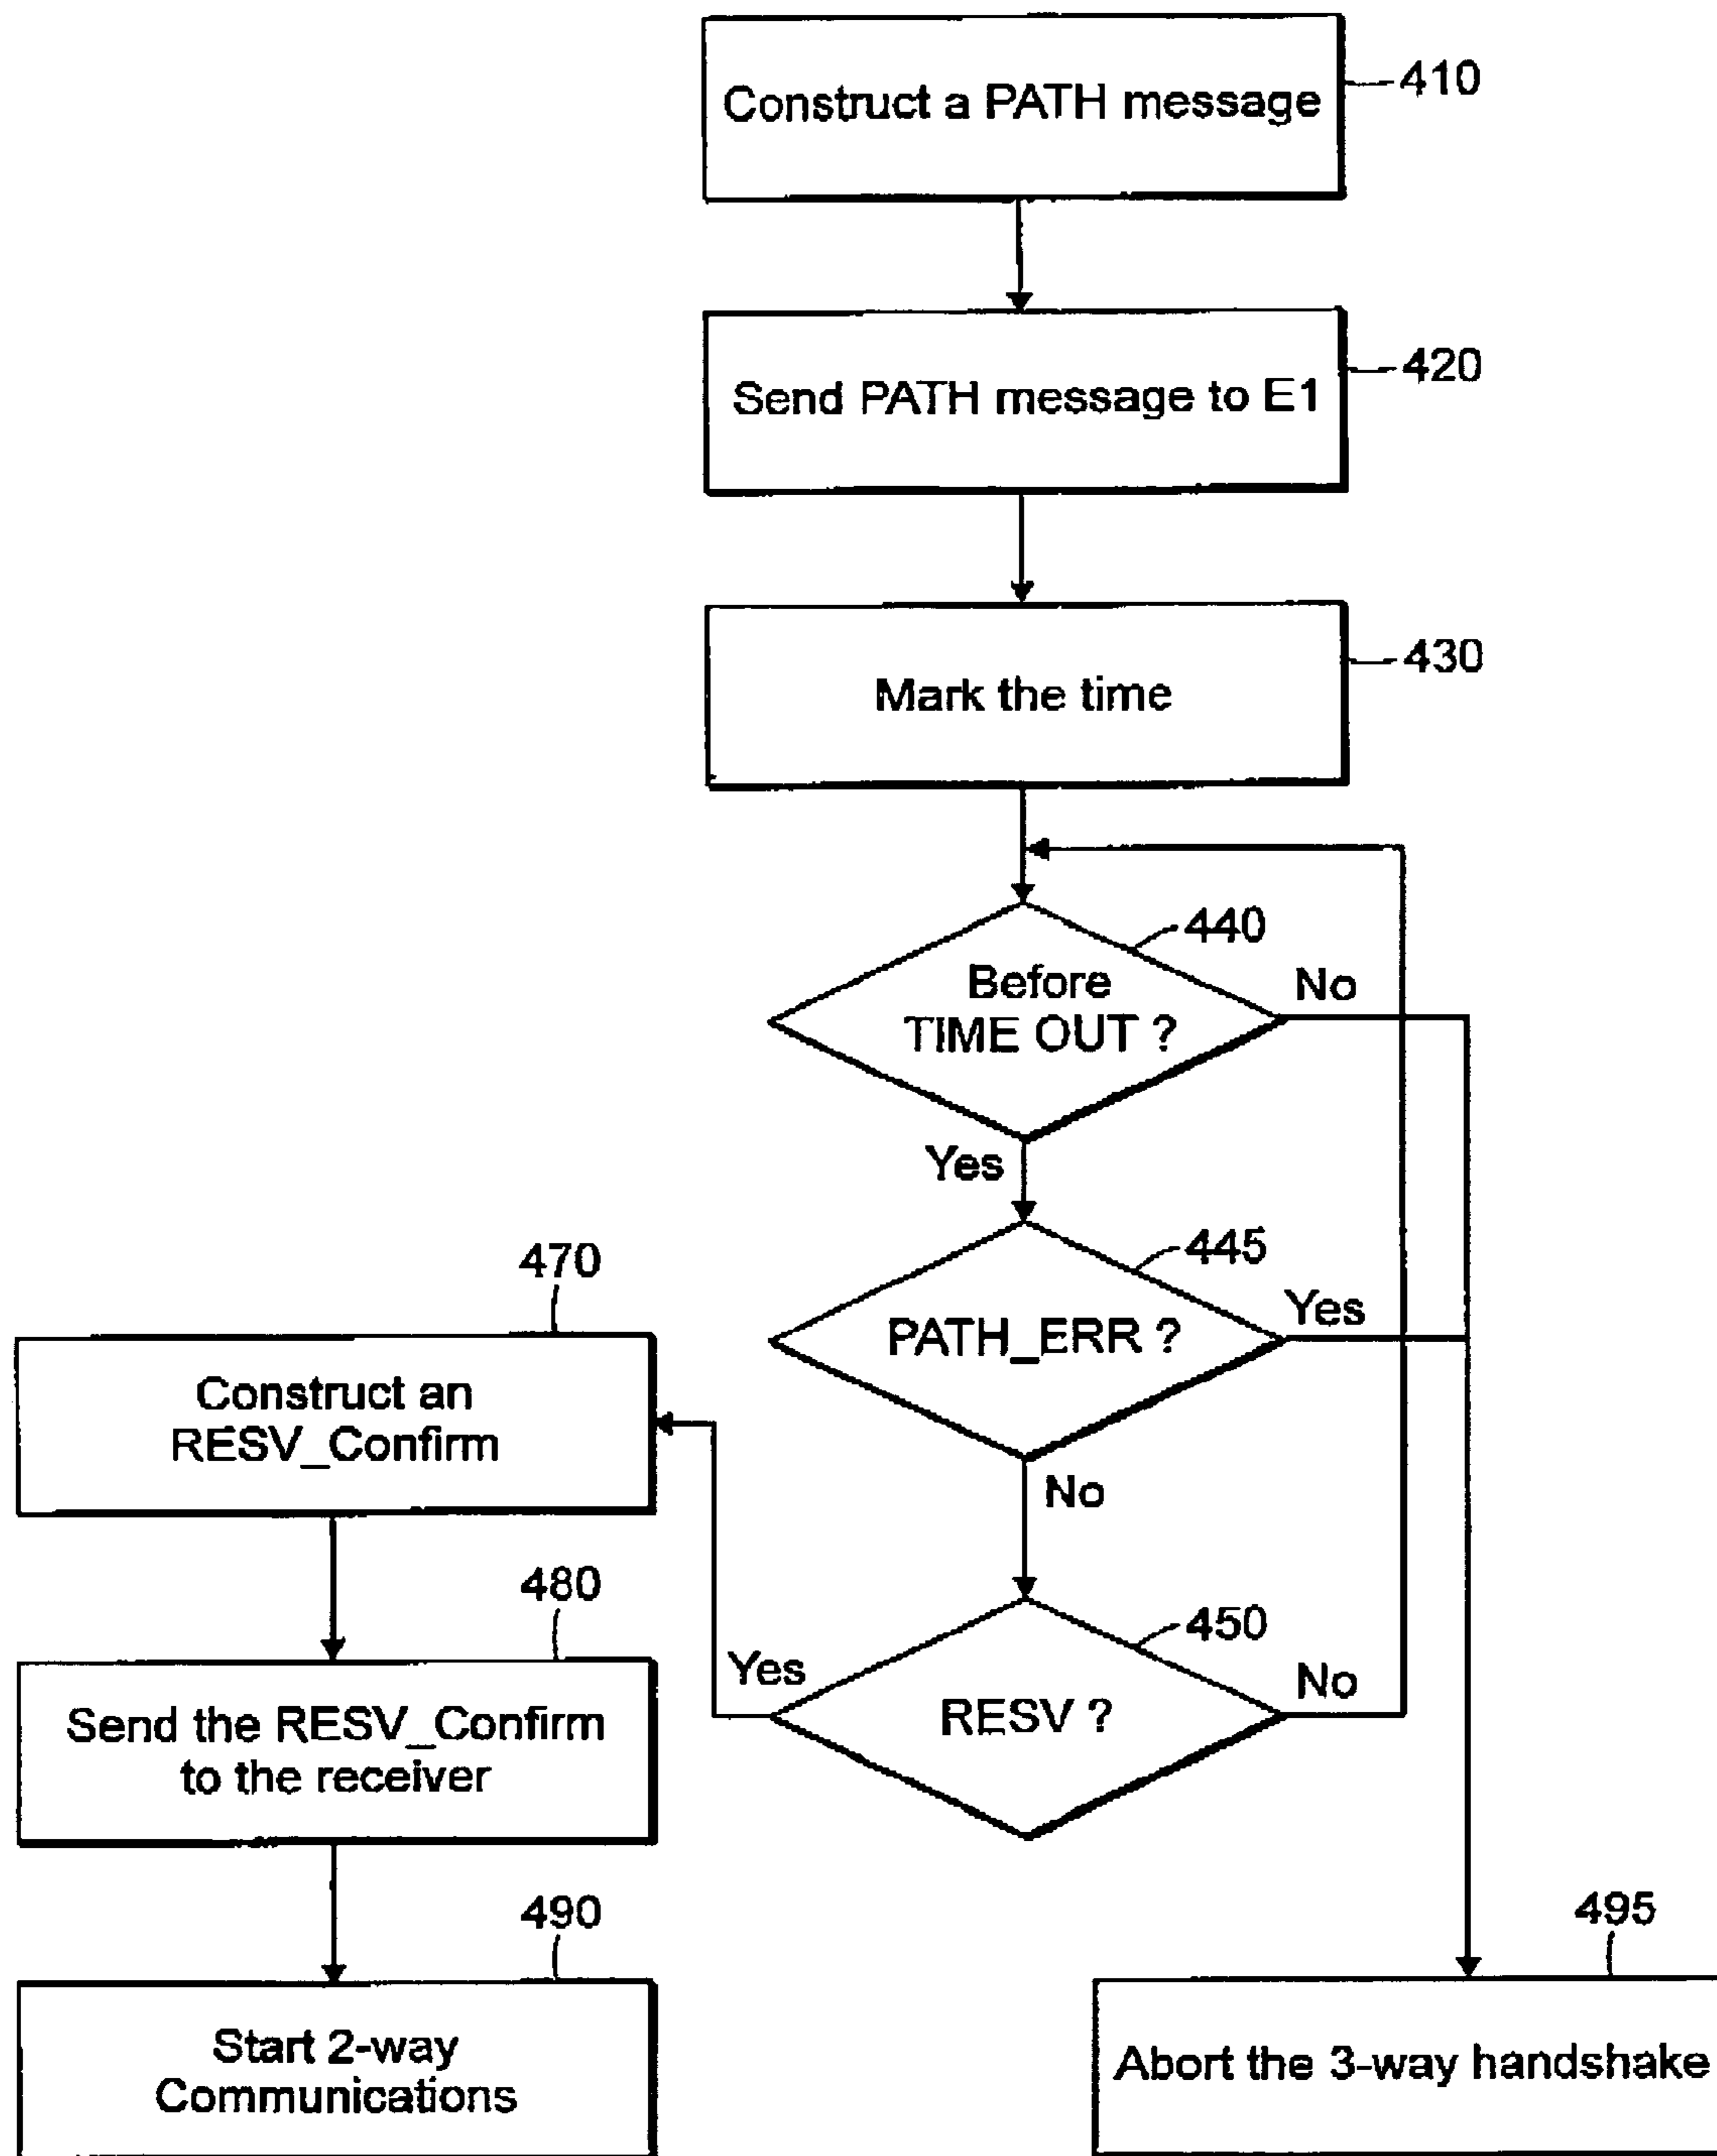 Construct a PATH message
410
Send PATH message to E1
420
Mark the time
430
440
Before
TIME OUT ?
No
Yes
445
PATH_ERR ?
Yes
No
450
RESV ?
Yes
No
470
Construct an
RESV_Confirm
480
Send the RESV_Confirm
to the receiver
490
Start 2-way
Communications
495
Abort the 3-way handshake